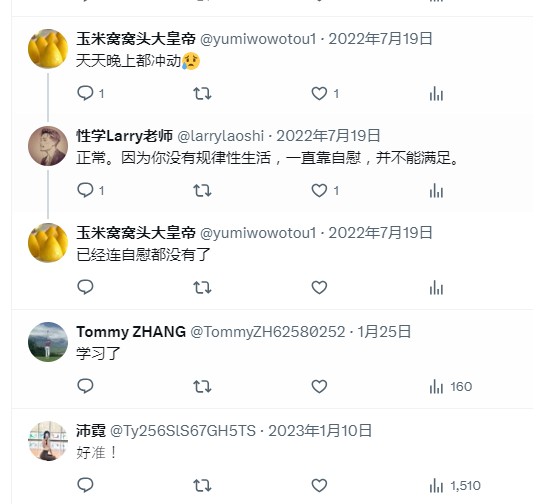 玉米窝窝头大皇帝 @yumiwowotou1 · 2022年7月19日
天天晚上都冲动😥
1 1
性学Larry老师 @larrylaoshi · 2022年7月19日
正常。因为你没有规律性生活，一直靠自慰，并不能满足。
1 1
玉米窝窝头大皇帝 @yumiwowotou1 · 2022年7月19日
已经连自慰都没有了
Tommy ZHANG @TommyZH62580252 · 1月25日
学习了
160
沛霓 @Ty256SlS67GH5TS · 2023年1月10日
好准！
1,510